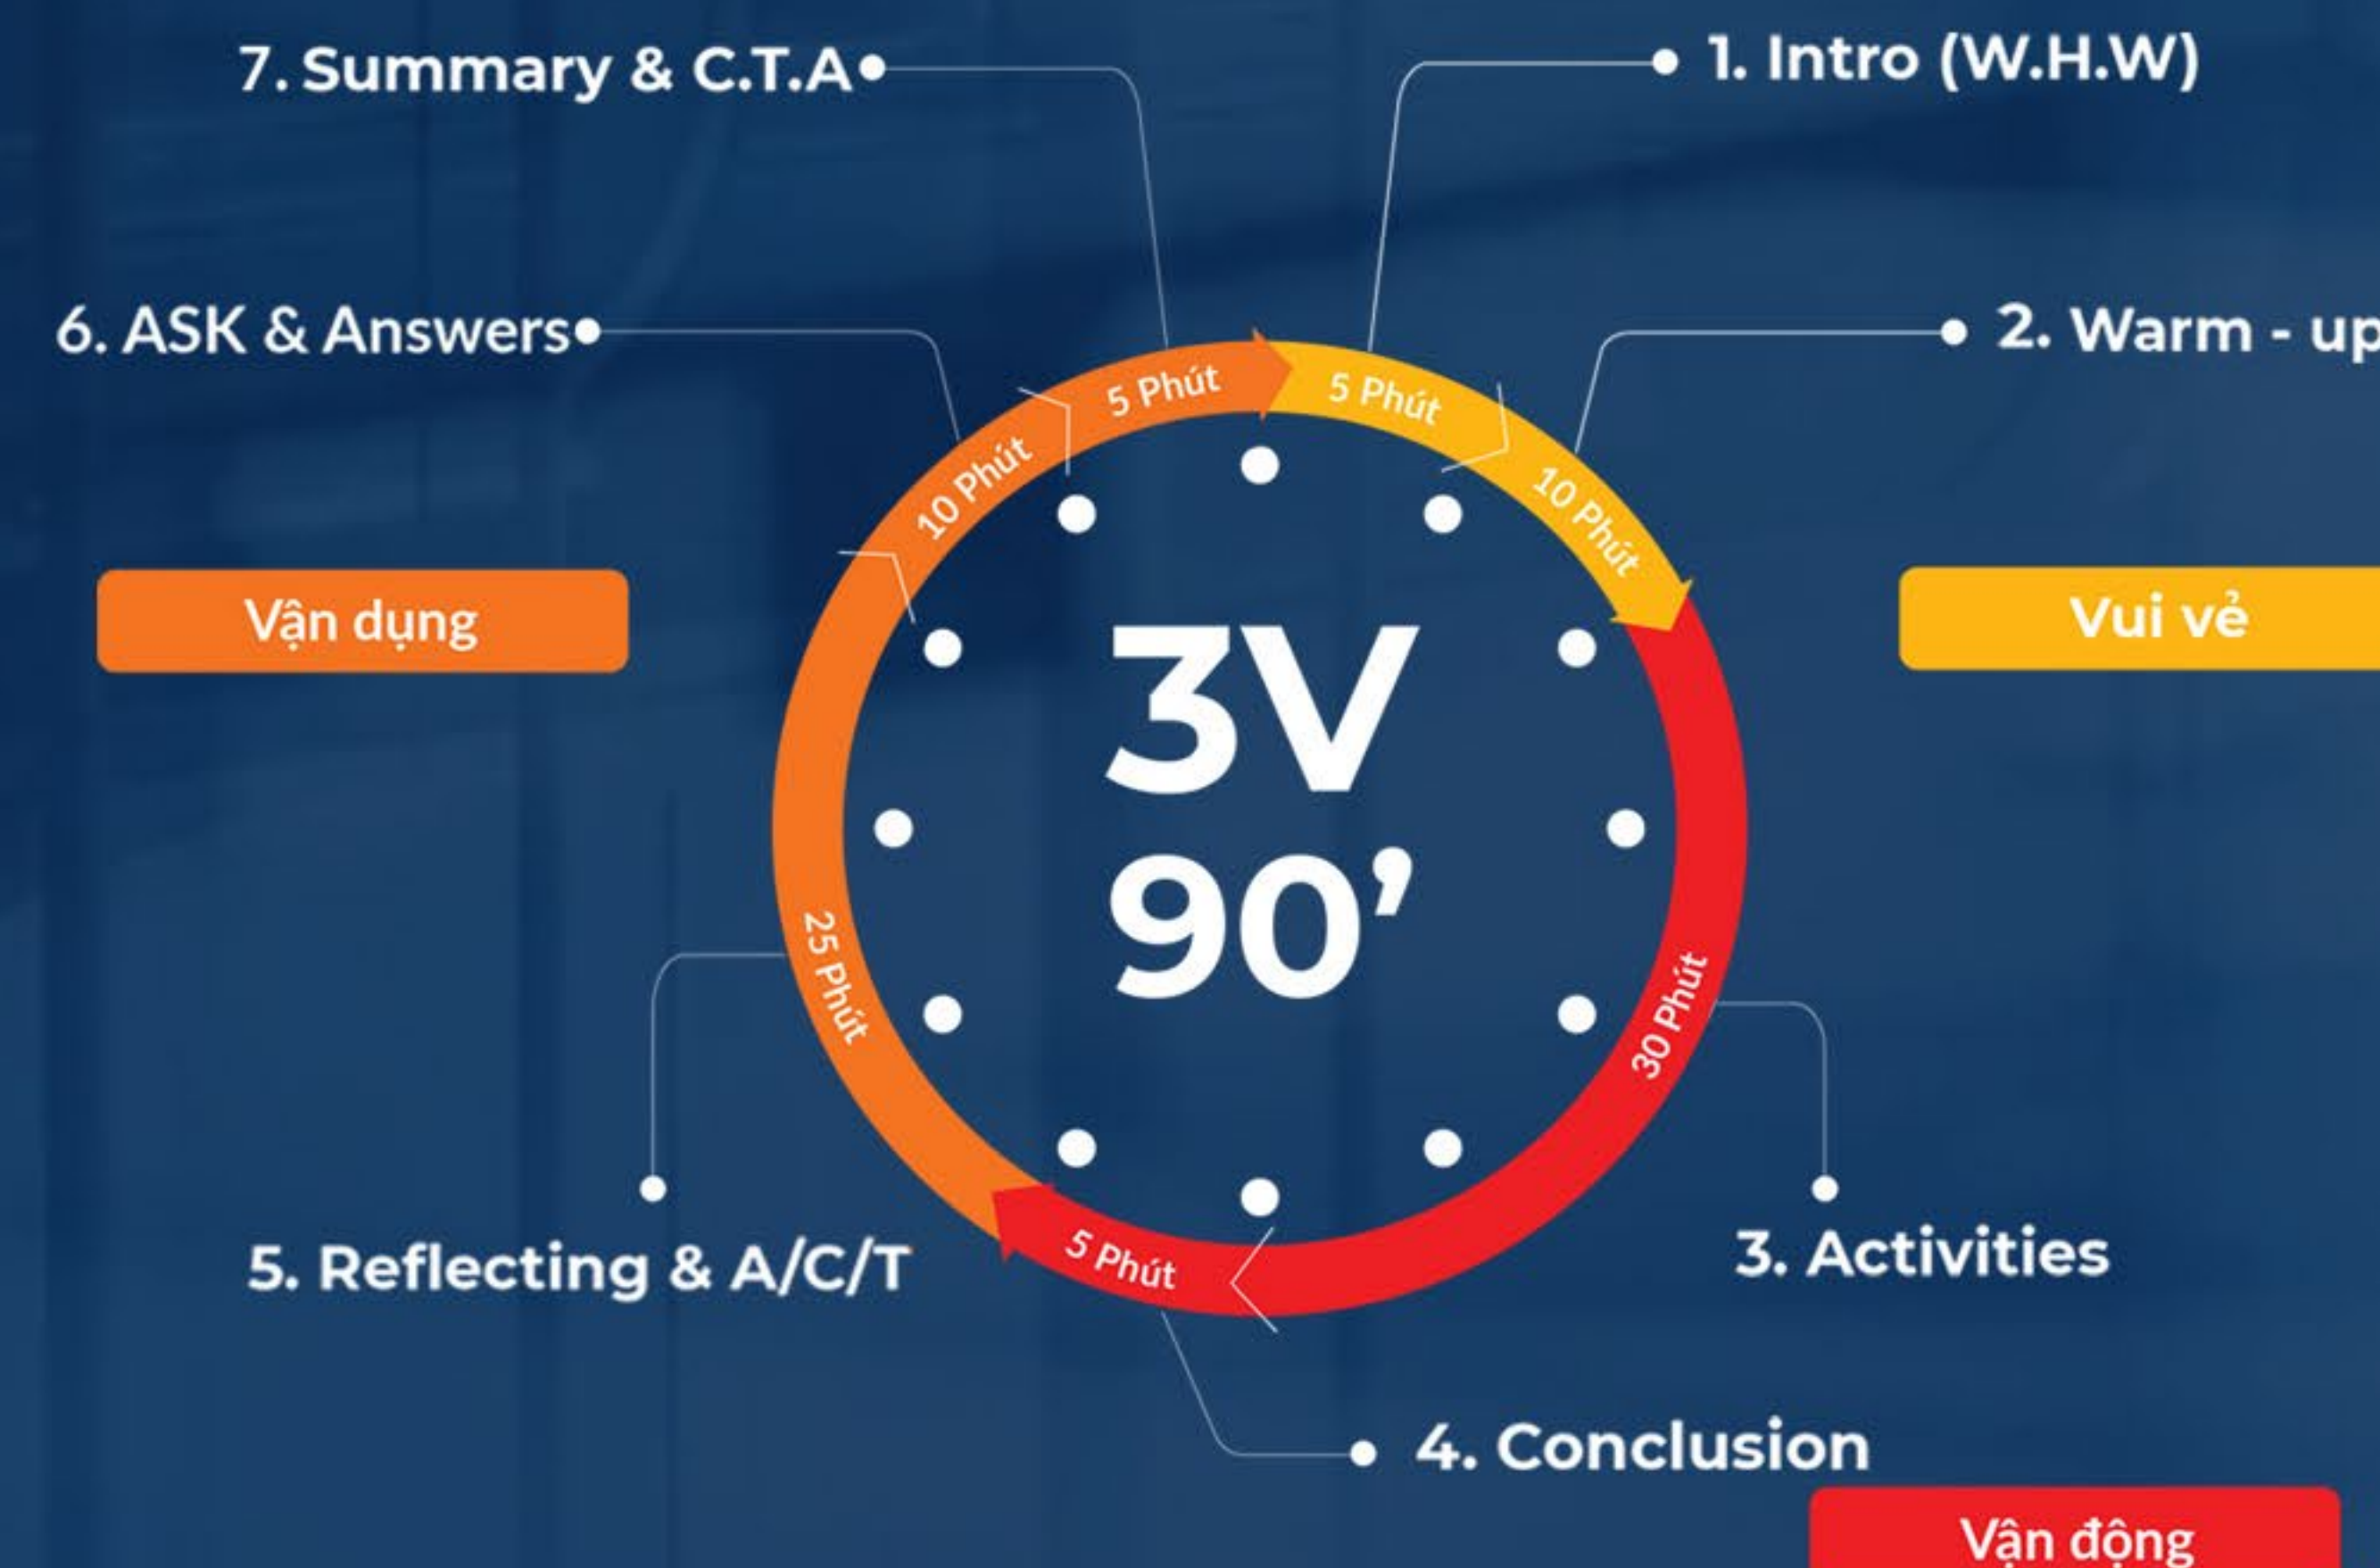 7. Summary & C.T.A
1. Intro (W.H.W)
6. ASK & Answers
2. Warm - up
5 Phút
5 Phút
10 Phút
10 Phút
Vận dụng
Vui vẻ
3V
90’
25 Phút
30 Phút
5 Phút
5. Reflecting & A/C/T
3. Activities
4. Conclusion
Vận động